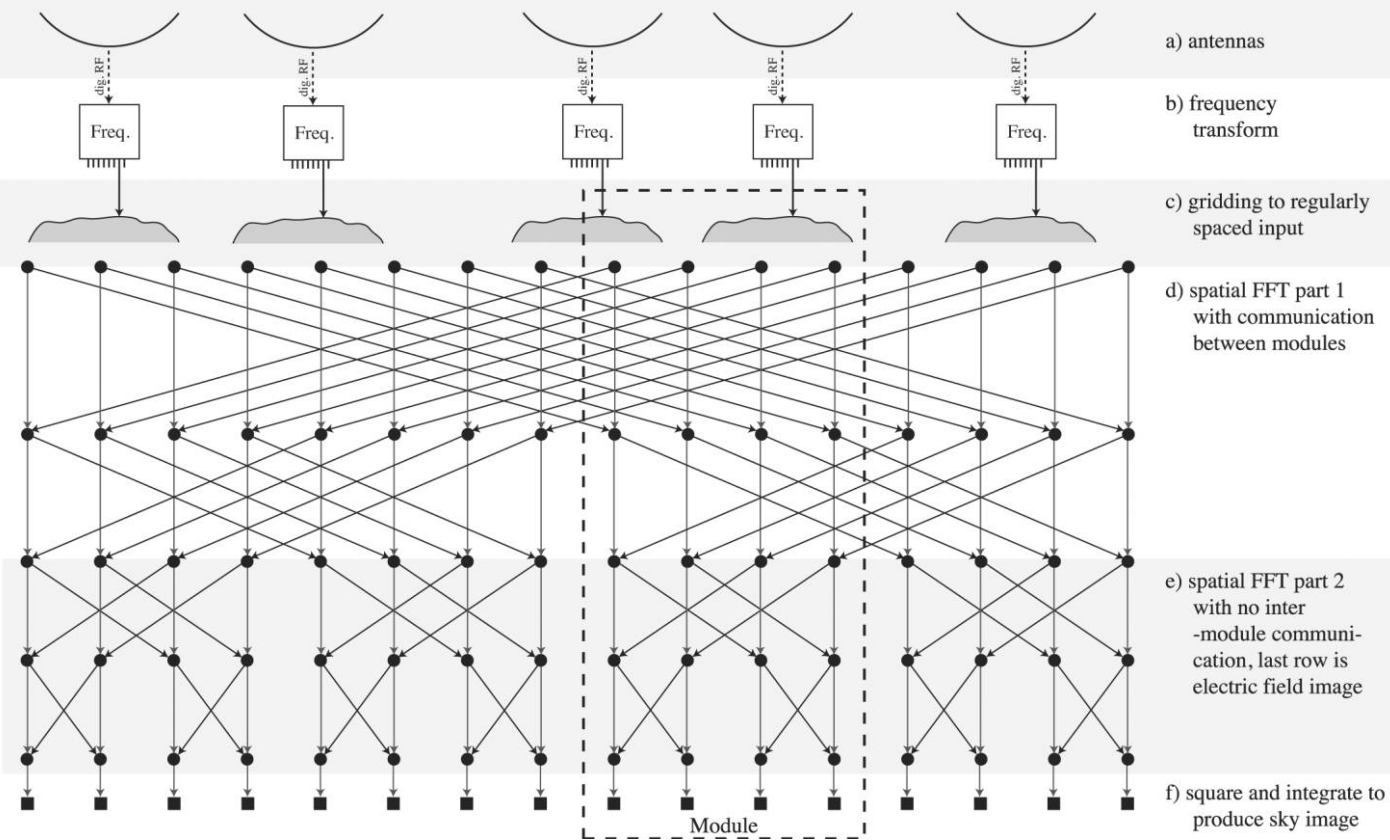 a) antennas
dig. RF
dig. RF
dig. RF
dig. RF
dig. RF
b) frequency
transform
Freq.
Freq.
Freq.
Freq.
Freq.
c) gridding to regularly
spaced input
d) spatial FFT part 1
with communication
between modules
e) spatial FFT part 2
with no inter
-module communi-
cation, last row is
electric field image
f) square and integrate to
produce sky image
Module